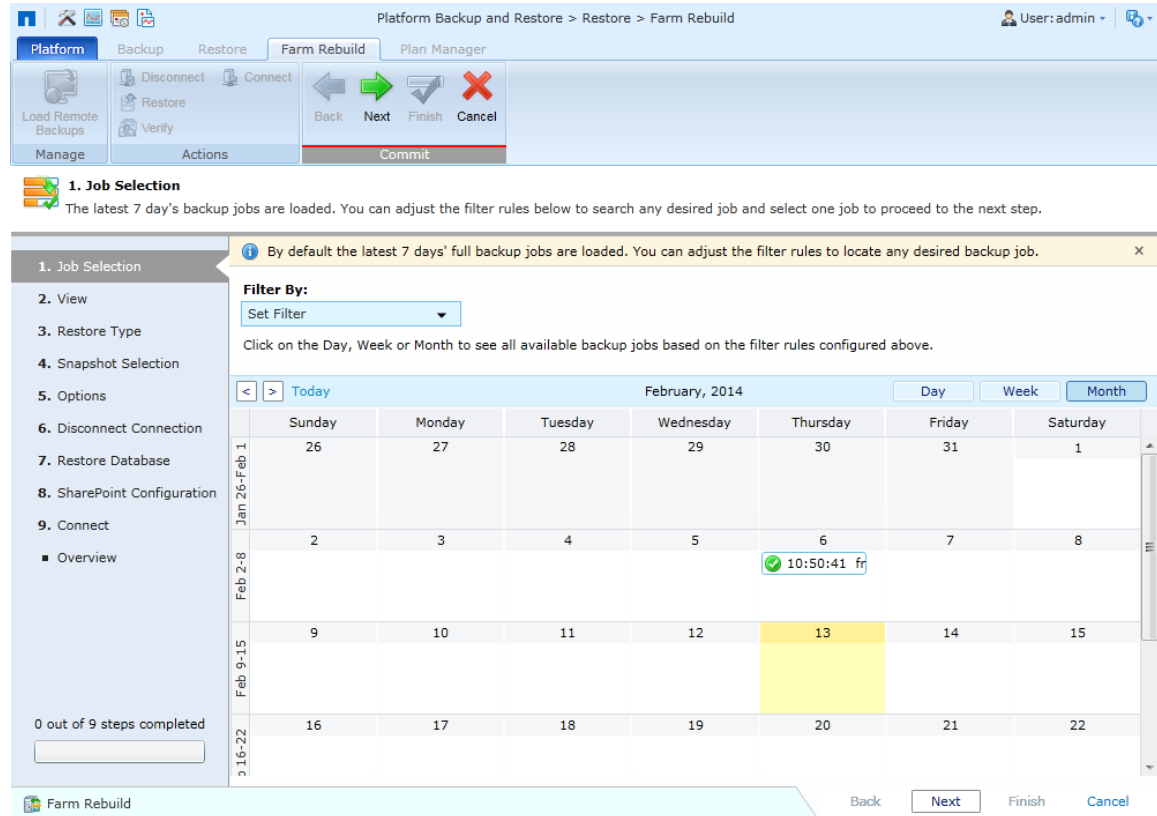 Platform Backup and Restore > Restore > Farm Rebuild
User: admin
Platform Backup Restore Farm Rebuild Plan Manager
Load Remote Backups
Disconnect Connect
Restore
Verify
Back Next Finish Cancel
Manage Actions Commit
1. Job Selection
The latest 7 day's backup jobs are loaded. You can adjust the filter rules below to search any desired job and select one job to proceed to the next step.
1. Job Selection
2. View
3. Restore Type
4. Snapshot Selection
5. Options
6. Disconnect Connection
7. Restore Database
8. SharePoint Configuration
9. Connect
Overview
0 out of 9 steps completed
By default the latest 7 days' full backup jobs are loaded. You can adjust the filter rules to locate any desired backup job.
Filter By:
Set Filter
Click on the Day, Week or Month to see all available backup jobs based on the filter rules configured above.
< > Today February, 2014 Day Week Month
Sunday Monday Tuesday Wednesday Thursday Friday Saturday
Jan 26-Feb 1
26 27 28 29 30 31 1
Feb 2-8
2 3 4 5 6 7 8
10:50:41 fr
Feb 9-15
9 10 11 12 13 14 15
16-22
16 17 18 19 20 21 22
Farm Rebuild
Back Next Finish Cancel